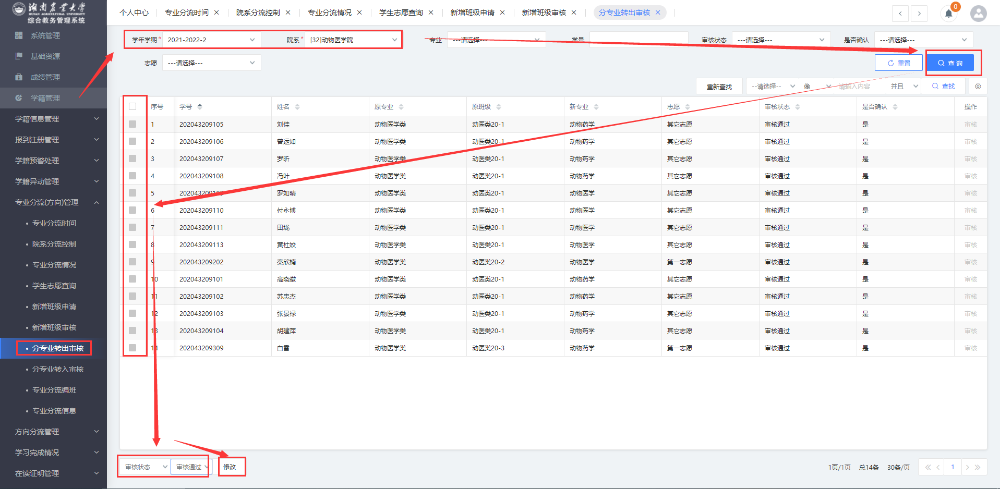 湖南农业大学
HUNAN AGRICULTURAL UNIVERSITY
综合教务管理系统
个人中心 专业分流时间 × 院系分流控制 × 专业分流情况 × 学生志愿查询 × 新增班级申请 × 新增班级审核 × 分专业转出审核 × 0
系统管理
基础资源
成绩管理
学籍管理
学籍信息管理
报到注册管理
学籍预警处理
学籍异动管理
专业分流(方向)管理
专业分流时间
院系分流控制
专业分流情况
学生志愿查询
新增班级申请
新增班级审核
分专业转出审核
分专业转入审核
专业分流编班
专业分流信息
方向分流管理
学习完成情况
在读证明管理
学年学期 * 2021-2022-2 院系 * [32]动物医学院 专业 ---请选择--- 学号 审核状态 ---请选择--- 是否确认 ---请选择---
志愿 ---请选择--- 重置 查询
重新查找 --请选择-- 像 请输入内容 并且 查找
序号 学号 姓名 原专业 原班级 新专业 志愿 审核状态 是否确认 操作
1 202043209105 刘佳 动物医学类 动医类20-1 动物药学 其它志愿 审核通过 是 审核
2 202043209106 曾运如 动物医学类 动医类20-1 动物药学 其它志愿 审核通过 是 审核
3 202043209107 罗昕 动物医学类 动医类20-1 动物药学 其它志愿 审核通过 是 审核
4 202043209108 冯叶 动物医学类 动医类20-1 动物药学 其它志愿 审核通过 是 审核
5 202043209109 罗如晴 动物医学类 动医类20-1 动物医学 其它志愿 审核通过 是 审核
6 202043209110 付永博 动物医学类 动医类20-1 动物医学 其它志愿 审核通过 是 审核
7 202043209111 田垅 动物医学类 动医类20-1 动物医学 其它志愿 审核通过 是 审核
8 202043209113 黄杜姣 动物医学类 动医类20-1 动物医学 其它志愿 审核通过 是 审核
9 202043209202 秦欣楠 动物医学类 动医类20-2 动物医学 第一志愿 审核通过 是 审核
10 202043209101 高晓徽 动物医学类 动医类20-1 动物药学 其它志愿 审核通过 是 审核
11 202043209102 苏忠杰 动物医学类 动医类20-1 动物药学 其它志愿 审核通过 是 审核
12 202043209103 张景禄 动物医学类 动医类20-1 动物药学 其它志愿 审核通过 是 审核
13 202043209104 胡建萍 动物医学类 动医类20-1 动物药学 其它志愿 审核通过 是 审核
14 202043209309 白雪 动物医学类 动医类20-3 动物药学 第一志愿 审核通过 是 审核
审核状态 审核通过 修改 1页/1页 总14条 30条/页 1